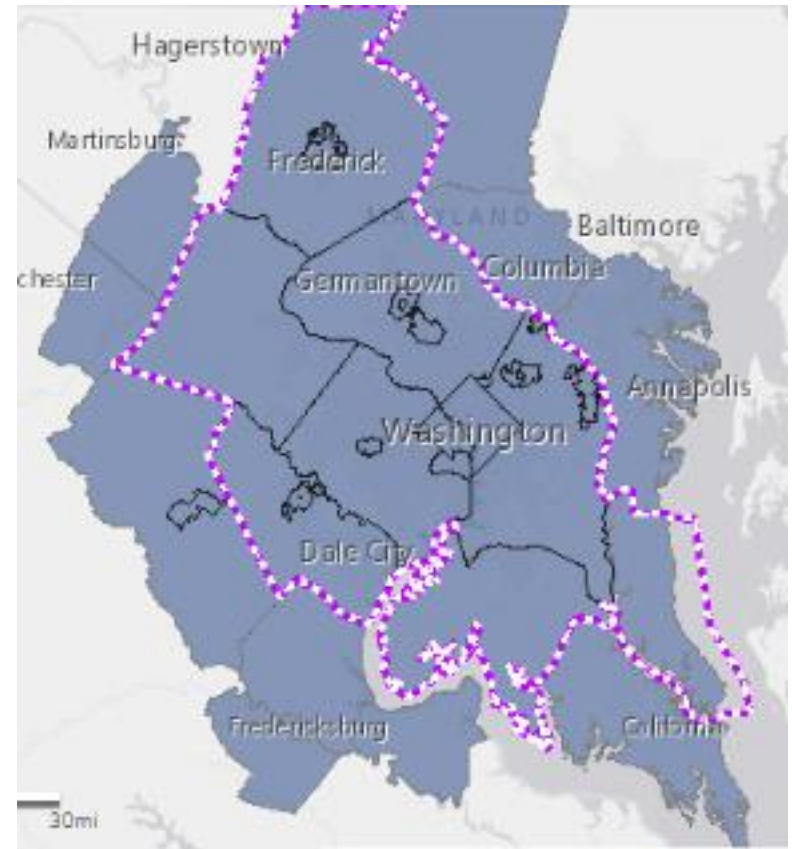 Hagerstown
Martinsburg
Frederick
MARYLAND
Baltimore
chester
Germantown
Columbia
Annapolis
Washington
Dale City
Fredericksburg
California
30mi